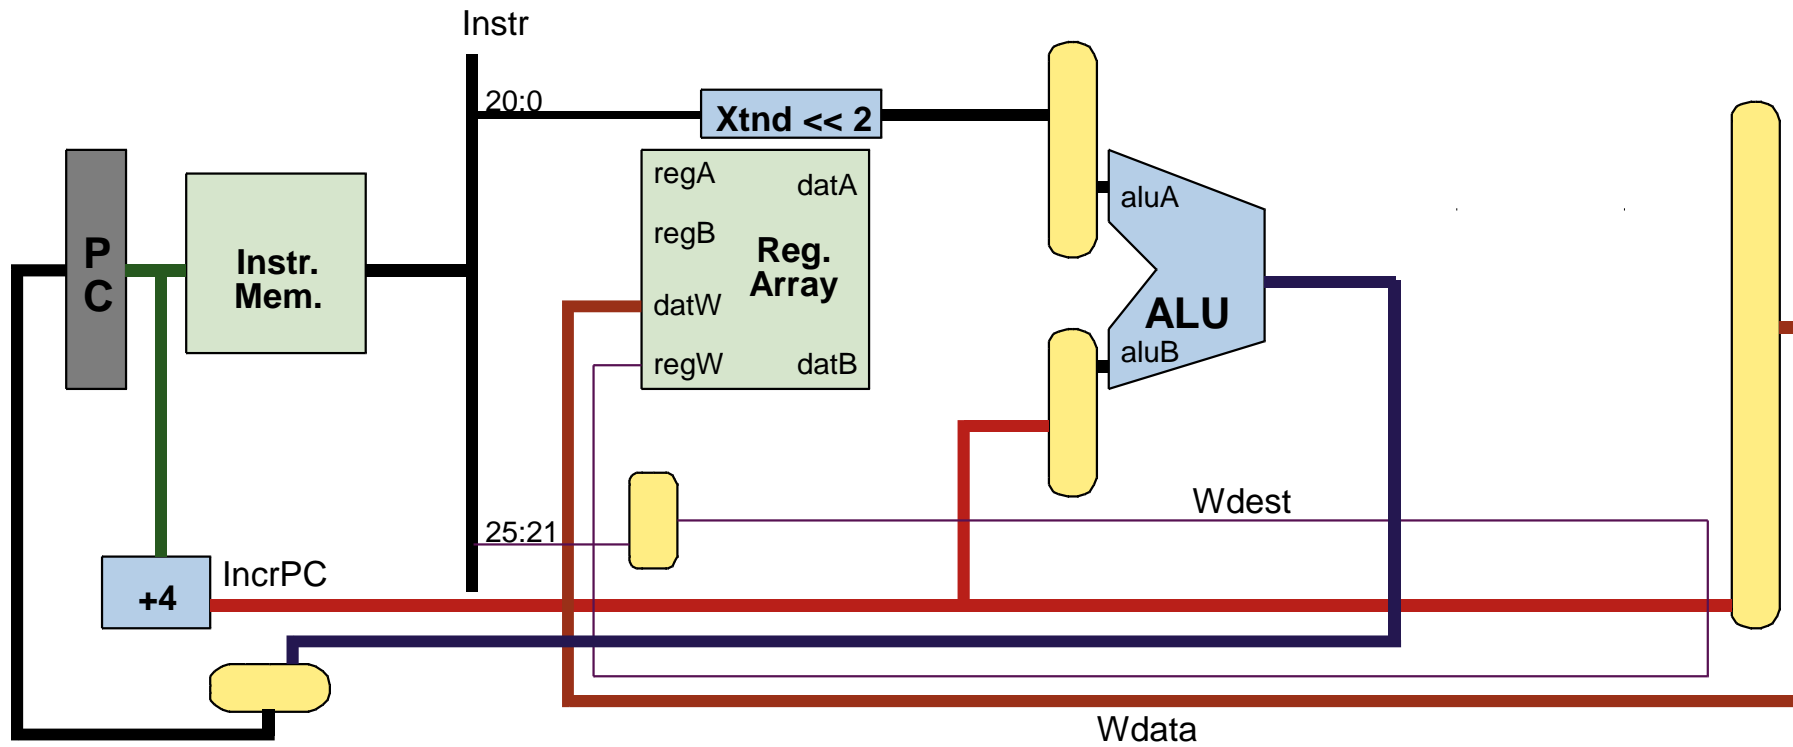 Instr
20:0
Xtnd << 2
regA
datA
aluA
regB
P
C
Instr.
Mem.
Reg.
Array
datW
ALU
regW
datB
aluB
Wdest
25:21
IncrPC
+4
Wdata